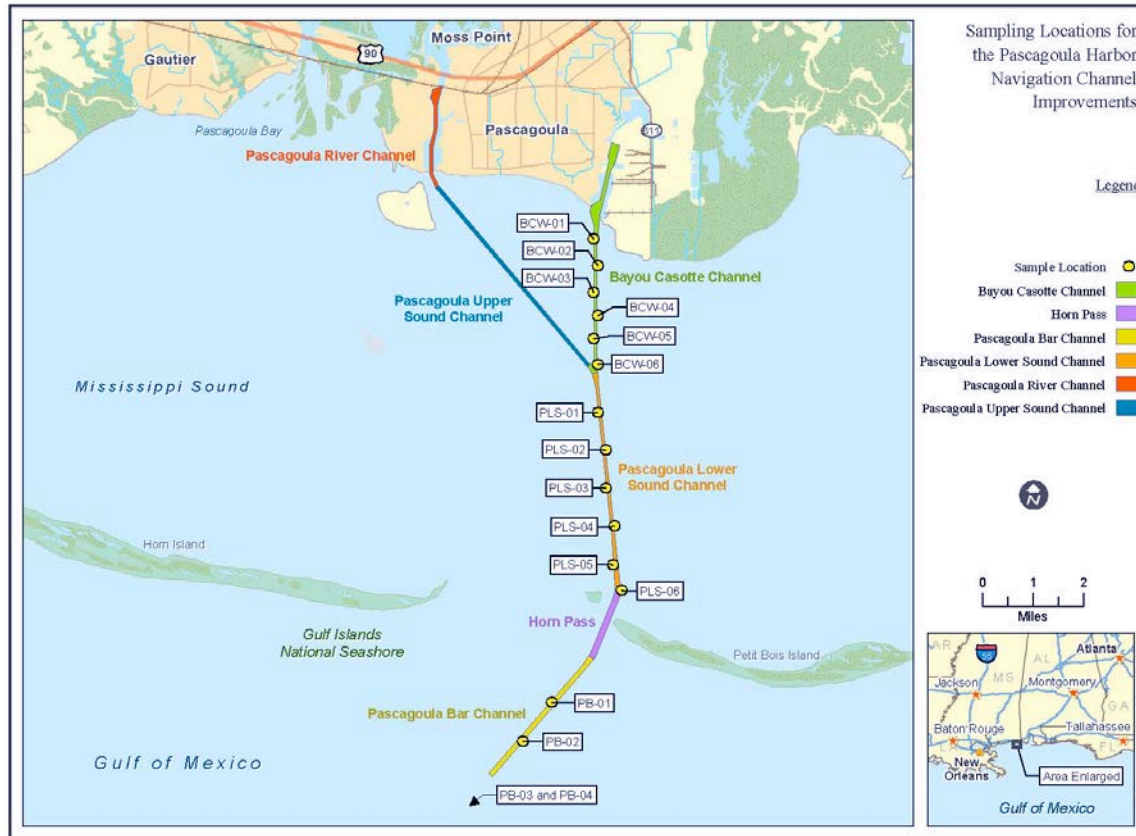 Sampling Locations for
the Pascagoula Harbor
Navigation Channel
Improvements
Moss Point
90
Gautier
Pascagoula Bay
Pascagoula
611
Pascagoula River Channel
BCW-01
BCW-02
BCW-03
Bayou Casotte Channel
Pascagoula Upper
Sound Channel
BCW-04
BCW-05
BCW-06
Mississippi Sound
PLS-01
PLS-02
Pascagoula Lower
Sound Channel
PLS-03
PLS-04
Horn Island
PLS-05
PLS-06
Horn Pass
Gulf Islands
National Seashore
Petit Bois Island
PB-01
Pascagoula Bar Channel
PB-02
Gulf of Mexico
PB-03 and PB-04
Legend
Sample Location
Bayou Casotte Channel
Horn Pass
Pascagoula Bar Channel
Pascagoula Lower Sound Channel
Pascagoula River Channel
Pascagoula Upper Sound Channel
N
0 1 2
Miles
AR
55
AL
Atlanta
MS
Jackson
Montgomery
GA
Baton Rouge
Tallahassee
LA
FL
New
Orleans
Area Enlarged
Gulf of Mexico